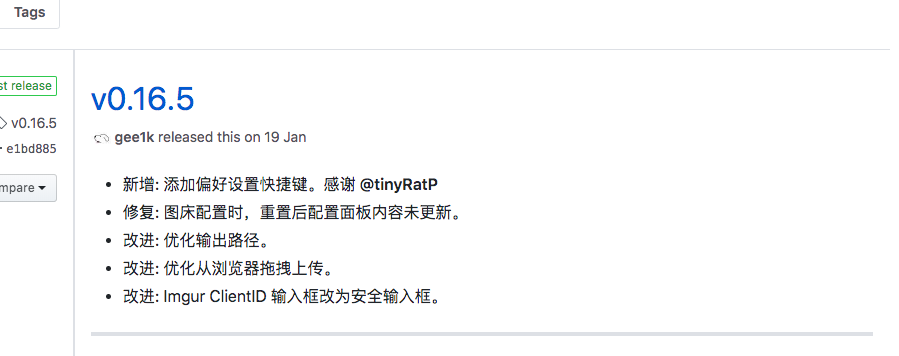 Tags
st release
v0.16.5
v0.16.5
gee1k released this on 19 Jan
e1bd885
mpare
新增: 添加偏好设置快捷键。感谢 @tinyRatP
修复: 图床配置时，重置后配置面板内容未更新。
改进: 优化输出路径。
改进: 优化从浏览器拖拽上传。
改进: Imgur ClientID 输入框改为安全输入框。